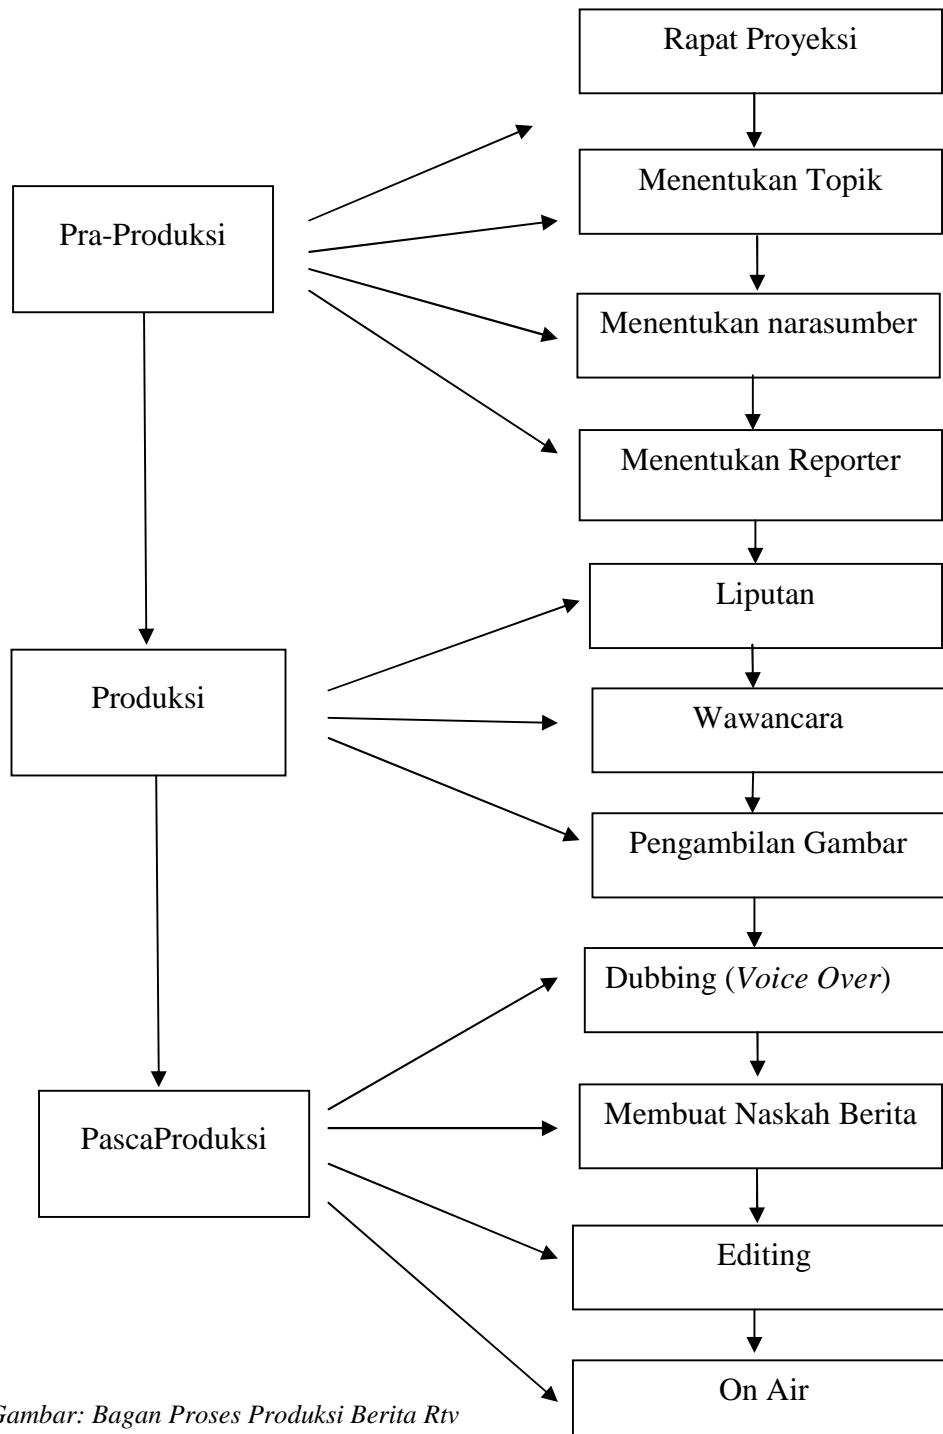 Rapat Proyeksi
Menentukan Topik
Pra-Produksi
Menentukan narasumber
Menentukan Reporter
Liputan
Produksi
Wawancara
Pengambilan Gambar
Dubbing (Voice Over)
Membuat Naskah Berita
PascaProduksi
Editing
On Air
Gambar: Bagan Proses Produksi Berita Rtv